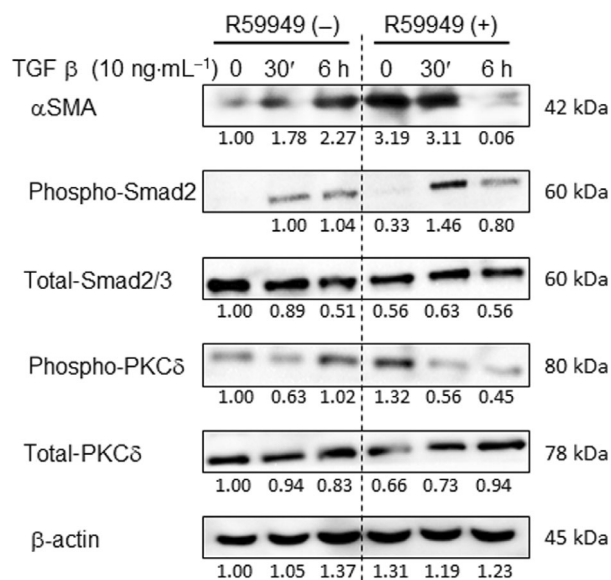 R59949 (–) R59949 (+)
TGF β (10 ng·mL⁻¹) 0 30′ 6 h 0 30′ 6 h
αSMA 42 kDa
1.00 1.78 2.27 3.19 3.11 0.06
Phospho-Smad2 60 kDa
1.00 1.04 0.33 1.46 0.80
Total-Smad2/3 60 kDa
1.00 0.89 0.51 0.56 0.63 0.56
Phospho-PKCδ 80 kDa
1.00 0.63 1.02 1.32 0.56 0.45
Total-PKCδ 78 kDa
1.00 0.94 0.83 0.66 0.73 0.94
β-actin 45 kDa
1.00 1.05 1.37 1.31 1.19 1.23